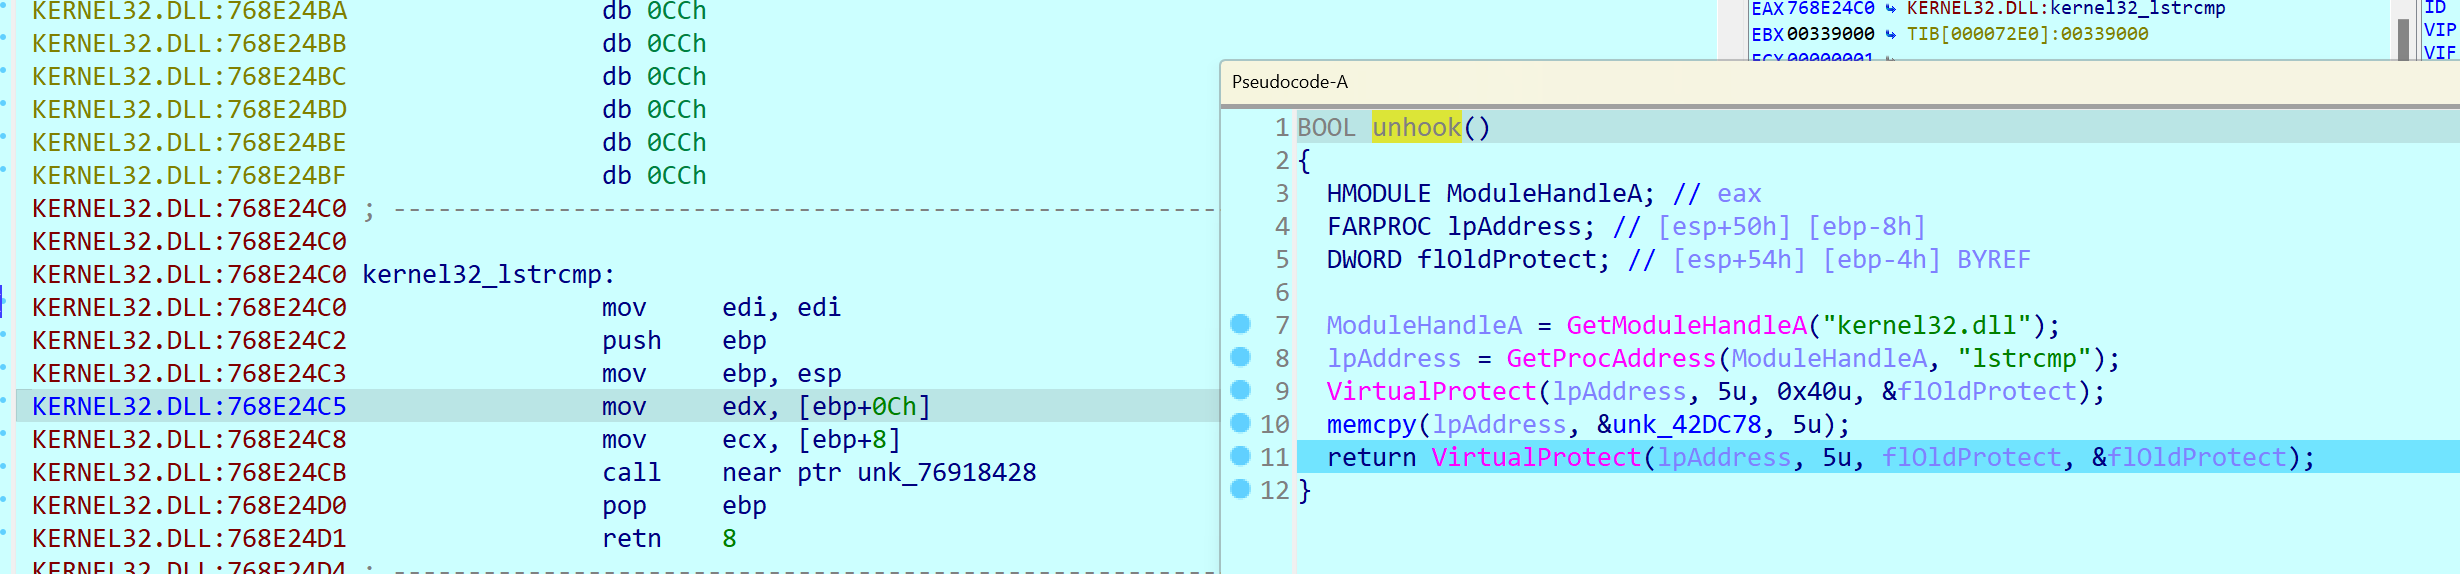 KERNEL32.DLL:768E24BA db 0CCh
KERNEL32.DLL:768E24BB db 0CCh
KERNEL32.DLL:768E24BC db 0CCh
KERNEL32.DLL:768E24BD db 0CCh
KERNEL32.DLL:768E24BE db 0CCh
KERNEL32.DLL:768E24BF db 0CCh
KERNEL32.DLL:768E24C0 ; -------------------------------------------------------
KERNEL32.DLL:768E24C0
KERNEL32.DLL:768E24C0 kernel32_lstrcmp:
KERNEL32.DLL:768E24C0 mov edi, edi
KERNEL32.DLL:768E24C2 push ebp
KERNEL32.DLL:768E24C3 mov ebp, esp
KERNEL32.DLL:768E24C5 mov edx, [ebp+0Ch]
KERNEL32.DLL:768E24C8 mov ecx, [ebp+8]
KERNEL32.DLL:768E24CB call near ptr unk_76918428
KERNEL32.DLL:768E24D0 pop ebp
KERNEL32.DLL:768E24D1 retn 8
KERNEL32.DLL:768E24D4 ; -------------------------------------------------------
EAX 768E24C0 KERNEL32.DLL:kernel32_lstrcmp
EBX 00339000 TIB[000072E0]:00339000
ECX 00000001
ID
VIP
VIF
Pseudocode-A
1 BOOL unhook()
2 {
3 HMODULE ModuleHandleA; // eax
4 FARPROC lpAddress; // [esp+50h] [ebp-8h]
5 DWORD flOldProtect; // [esp+54h] [ebp-4h] BYREF
6
7 ModuleHandleA = GetModuleHandleA("kernel32.dll");
8 lpAddress = GetProcAddress(ModuleHandleA, "lstrcmp");
9 VirtualProtect(lpAddress, 5u, 0x40u, &flOldProtect);
10 memcpy(lpAddress, &unk_42DC78, 5u);
11 return VirtualProtect(lpAddress, 5u, flOldProtect, &flOldProtect);
12 }